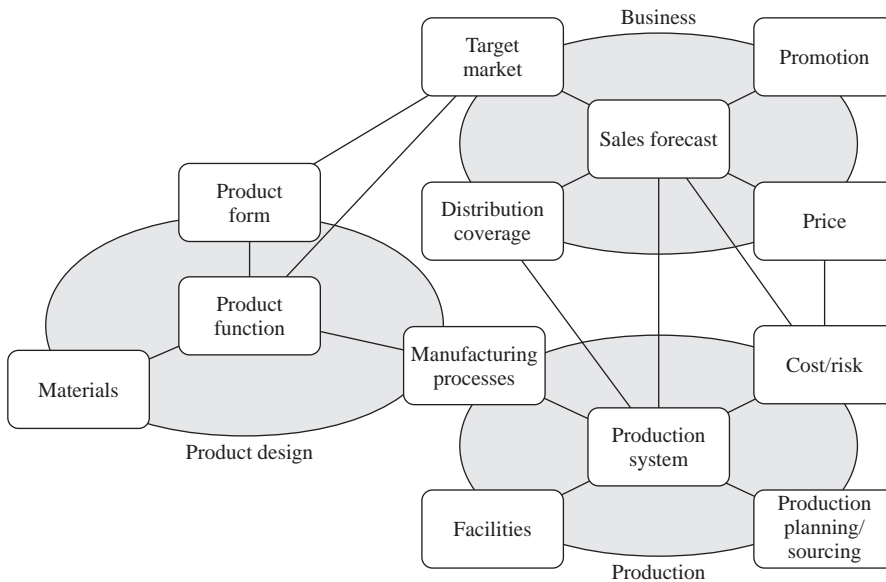 Business
Target
market
Promotion
Sales forecast
Product
form
Distribution
coverage
Price
Product
function
Manufacturing
processes
Cost/risk
Materials
Product design
Production
system
Facilities
Production
planning/
sourcing
Production